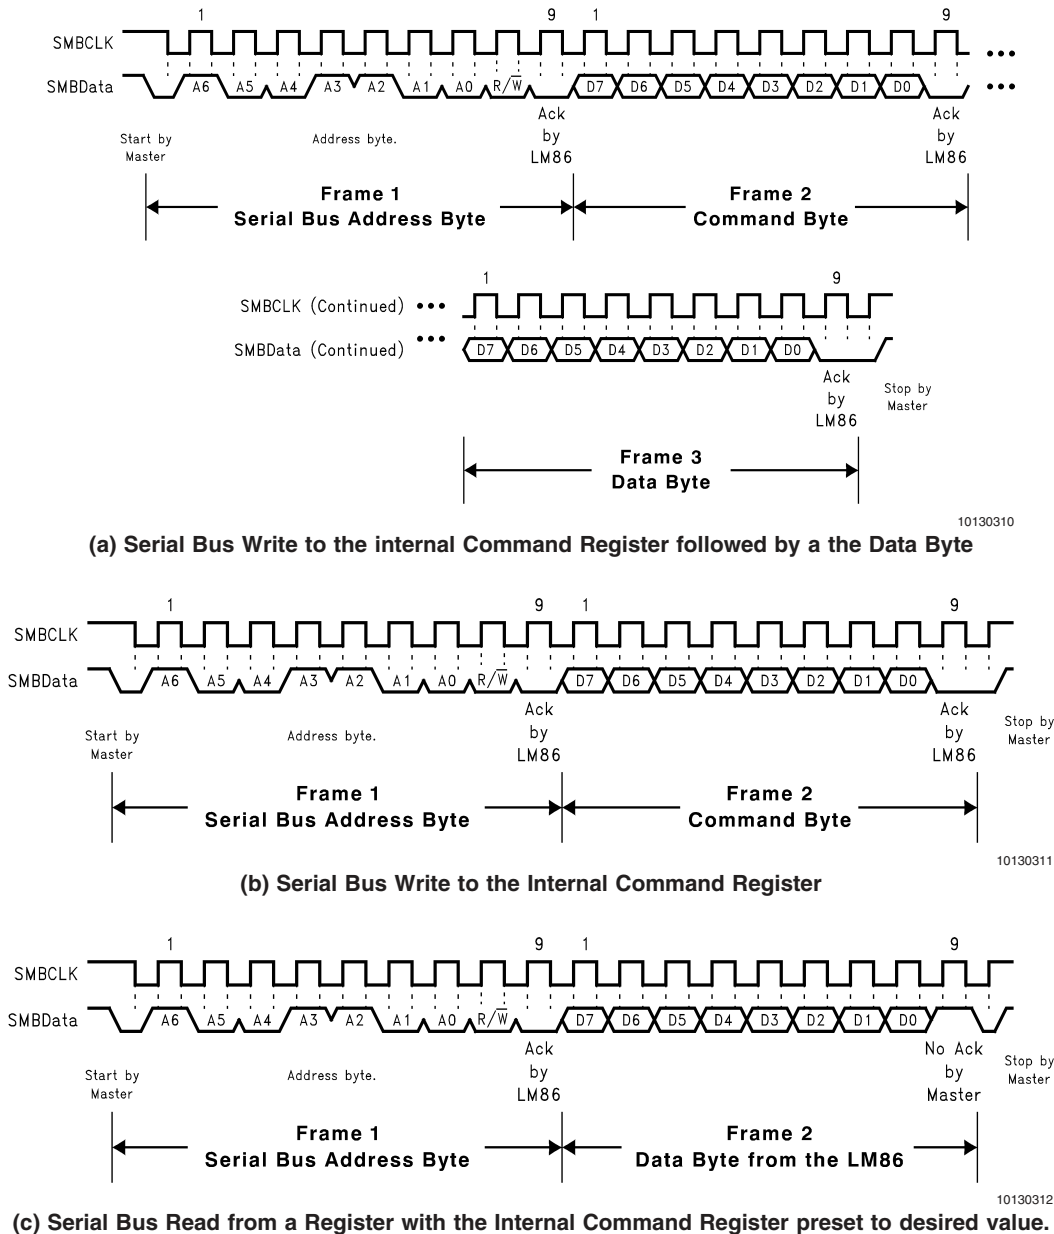 1 9 1 9
SMBCLK •••
SMBData A6 A5 A4 A3 A2 A1 A0 R/W̅ D7 D6 D5 D4 D3 D2 D1 D0 •••
Start by
Master
Address byte.
Ack
by
LM86
Ack
by
LM86
Frame 1
Serial Bus Address Byte
Frame 2
Command Byte
1 9
SMBCLK (Continued) •••
SMBData (Continued) ••• D7 D6 D5 D4 D3 D2 D1 D0
Ack
by
LM86
Stop by
Master
Frame 3
Data Byte
10130310
(a) Serial Bus Write to the internal Command Register followed by a the Data Byte
1 9 1 9
SMBCLK
SMBData A6 A5 A4 A3 A2 A1 A0 R/W̅ D7 D6 D5 D4 D3 D2 D1 D0
Start by
Master
Address byte.
Ack
by
LM86
Ack
by
LM86
Stop by
Master
Frame 1
Serial Bus Address Byte
Frame 2
Command Byte
10130311
(b) Serial Bus Write to the Internal Command Register
1 9 1 9
SMBCLK
SMBData A6 A5 A4 A3 A2 A1 A0 R/W̅ D7 D6 D5 D4 D3 D2 D1 D0
Start by
Master
Address byte.
Ack
by
LM86
No Ack
by
Master
Stop by
Master
Frame 1
Serial Bus Address Byte
Frame 2
Data Byte from the LM86
10130312
(c) Serial Bus Read from a Register with the Internal Command Register preset to desired value.